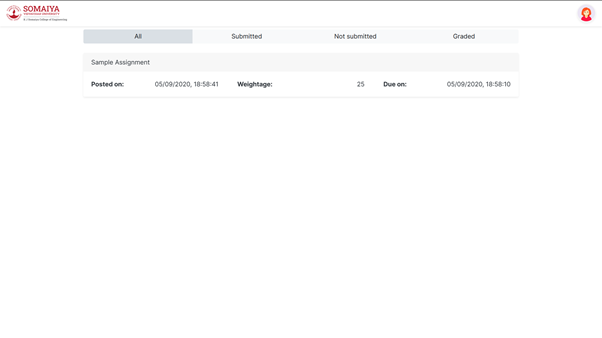 SOMAIYA
VIDYAVIHAR UNIVERSITY
K J Somaiya College of Engineering
All Submitted Not submitted Graded
Sample Assignment
Posted on: 05/09/2020, 18:58:41 Weightage: 25 Due on: 05/09/2020, 18:58:10